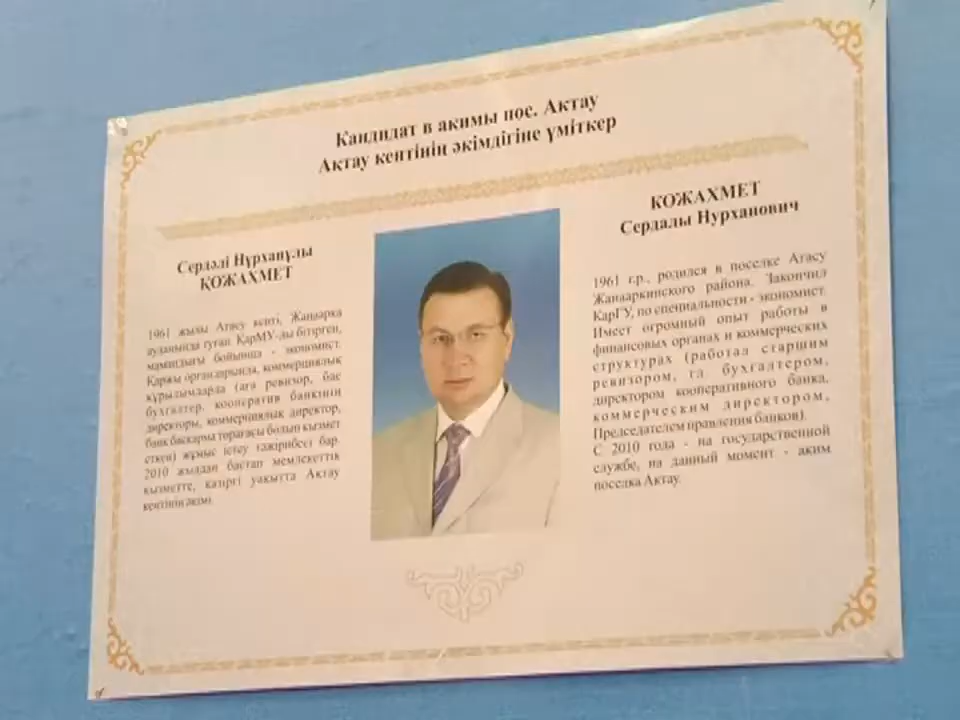 Кандидат в акимы пос. Актау
Ақтау кентінің әкімдігіне үміткер
Сердәлі Нұрханұлы
ҚОЖАХМЕТ
1961 жылы Атасу кенті, Жаңаарқа
ауданында туған. ҚарМУ-ды бітірген,
мамандығы бойынша - экономист.
Қаржы органдарында, коммерциялық
құрылымдарда (аға ревизор, бас
бухгалтер, кооператив банкінің
директоры, коммерциялық директор,
банк басқарма төрағасы болып қызмет
еткен) жұмыс істеу тәжірибесі бар.
2010 жылдан бастап мемлекеттік
қызметте, қазіргі уақытта Ақтау
кентінің әкімі.
КОЖАХМЕТ
Сердалы Нурханович
1961 г.р., родился в поселке Атасу
Жанааркинского района. Закончил
КарГУ, по специальности - экономист.
Имеет огромный опыт работы в
финансовых органах и коммерческих
структурах (работал старшим
ревизором, гл. бухгалтером,
директором кооперативного банка,
коммерческим директором,
Председателем правления банков).
С 2010 года - на государственной
службе, на данный момент - аким
поселка Актау.